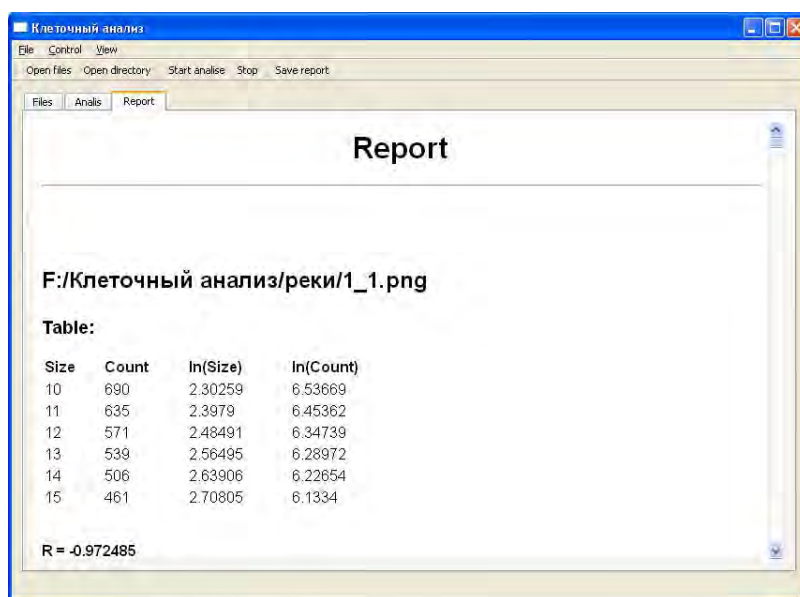 Клеточный анализ
File Control View
Open files Open directory Start analise Stop Save report
Files Analis Report
Report
F:/Клеточный анализ/реки/1_1.png
Table:
Size Count ln(Size) ln(Count)
10 690 2.30259 6.53669
11 635 2.3979 6.45362
12 571 2.48491 6.34739
13 539 2.56495 6.28972
14 506 2.63906 6.22654
15 461 2.70805 6.1334
R = -0.972485